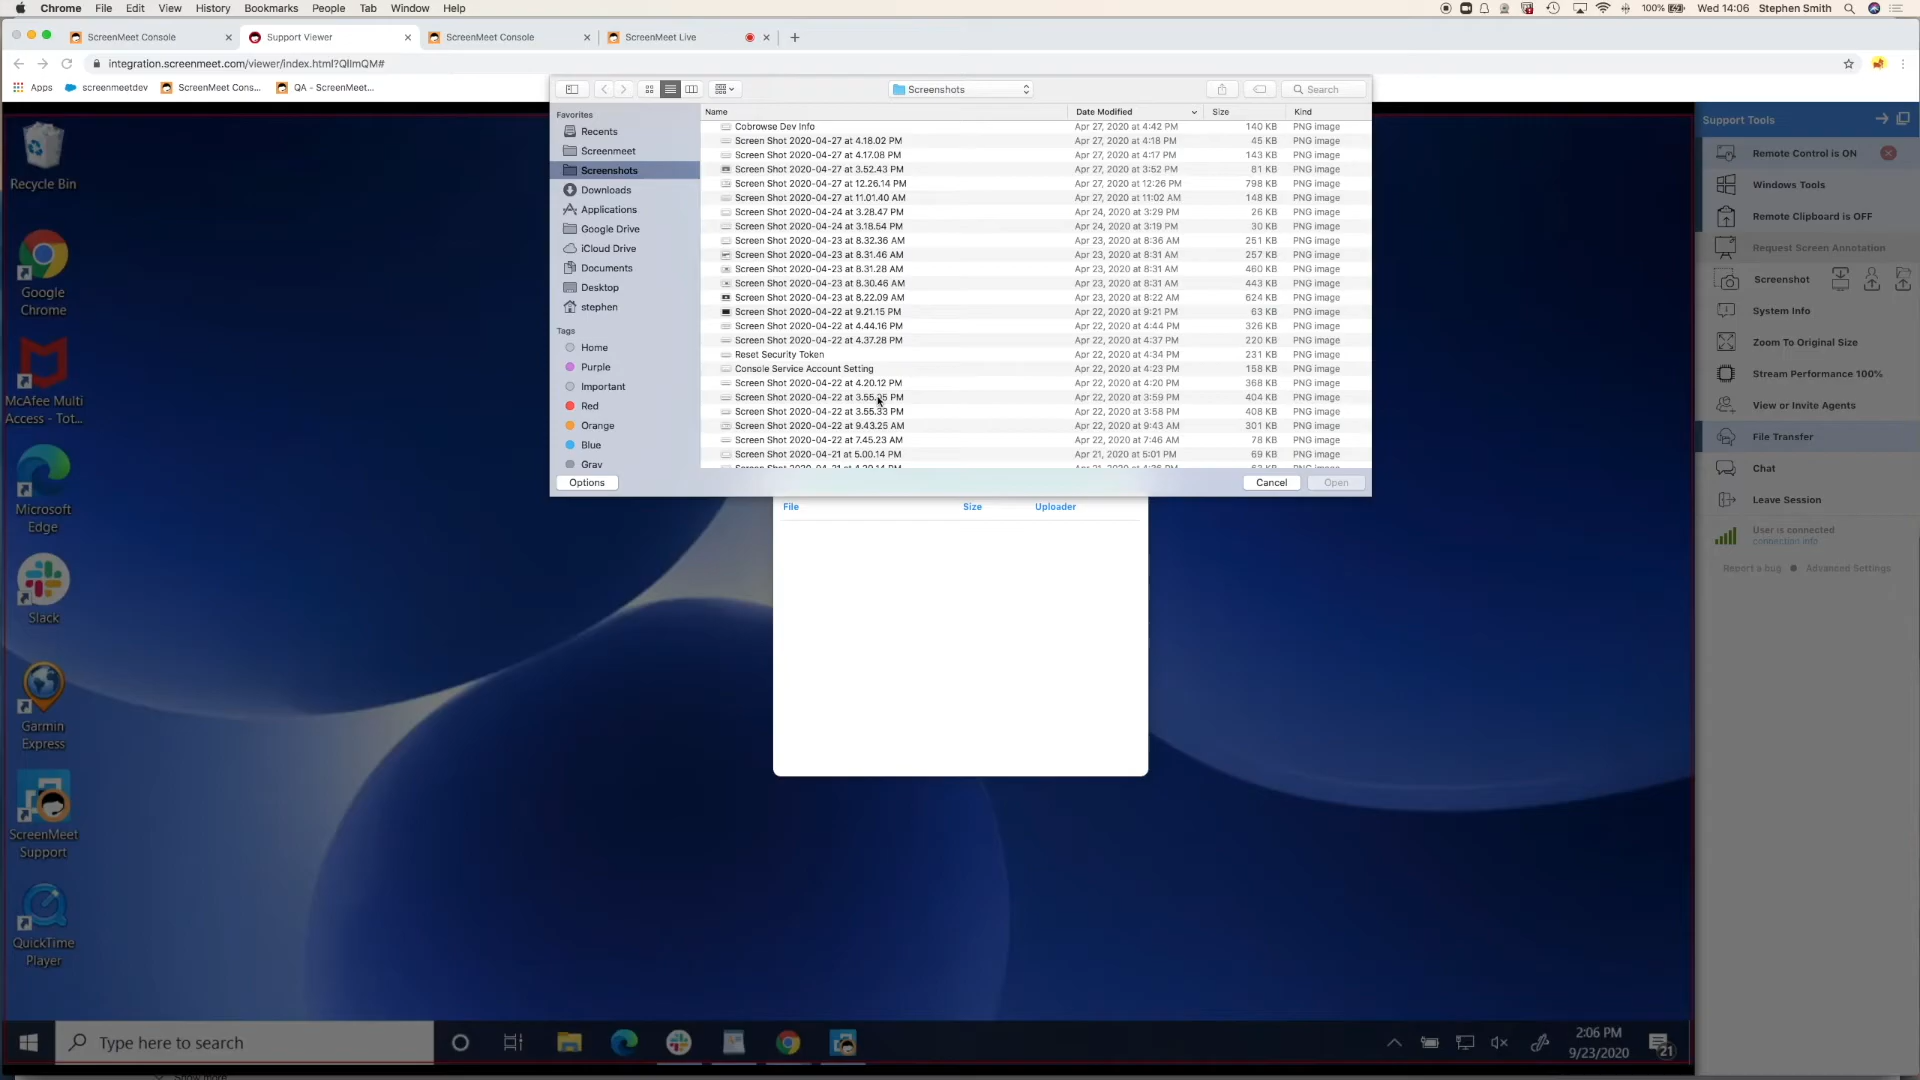 Chrome File Edit View History Bookmarks People Tab Window Help 100% Wed 14:06 Stephen Smith
ScreenMeet Console Support Viewer ScreenMeet Console ScreenMeet Live
integration.screenmeet.com/viewer/index.html?QIlmQM#
Apps screenmeetdev ScreenMeet Cons... QA - ScreenMeet...
Screenshots Search
Favorites
Recents
Screenmeet
Screenshots
Downloads
Applications
Google Drive
iCloud Drive
Documents
Desktop
stephen
Tags
Home
Purple
Important
Red
Orange
Blue
Gray
Name Date Modified Size Kind
Cobrowse Dev Info Apr 27, 2020 at 4:42 PM 140 KB PNG image
Screen Shot 2020-04-27 at 4.18.02 PM Apr 27, 2020 at 4:18 PM 45 KB PNG image
Screen Shot 2020-04-27 at 4.17.08 PM Apr 27, 2020 at 4:17 PM 143 KB PNG image
Screen Shot 2020-04-27 at 3.52.43 PM Apr 27, 2020 at 3:52 PM 81 KB PNG image
Screen Shot 2020-04-27 at 12.26.14 PM Apr 27, 2020 at 12:26 PM 798 KB PNG image
Screen Shot 2020-04-27 at 11.01.40 AM Apr 27, 2020 at 11:02 AM 148 KB PNG image
Screen Shot 2020-04-24 at 3.28.47 PM Apr 24, 2020 at 3:29 PM 26 KB PNG image
Screen Shot 2020-04-24 at 3.18.54 PM Apr 24, 2020 at 3:19 PM 30 KB PNG image
Screen Shot 2020-04-23 at 8.32.36 AM Apr 23, 2020 at 8:36 AM 251 KB PNG image
Screen Shot 2020-04-23 at 8.31.46 AM Apr 23, 2020 at 8:31 AM 257 KB PNG image
Screen Shot 2020-04-23 at 8.31.28 AM Apr 23, 2020 at 8:31 AM 460 KB PNG image
Screen Shot 2020-04-23 at 8.30.46 AM Apr 23, 2020 at 8:31 AM 443 KB PNG image
Screen Shot 2020-04-23 at 8.22.09 AM Apr 23, 2020 at 8:22 AM 624 KB PNG image
Screen Shot 2020-04-22 at 9.21.15 PM Apr 22, 2020 at 9:21 PM 63 KB PNG image
Screen Shot 2020-04-22 at 4.44.16 PM Apr 22, 2020 at 4:44 PM 326 KB PNG image
Screen Shot 2020-04-22 at 4.37.28 PM Apr 22, 2020 at 4:37 PM 220 KB PNG image
Reset Security Token Apr 22, 2020 at 4:34 PM 231 KB PNG image
Console Service Account Setting Apr 22, 2020 at 4:23 PM 158 KB PNG image
Screen Shot 2020-04-22 at 4.20.12 PM Apr 22, 2020 at 4:20 PM 368 KB PNG image
Screen Shot 2020-04-22 at PM Apr 22, 2020 at 3:59 PM 404 KB PNG image
Screen Shot 2020-04-22 at 3.55.33 PM Apr 22, 2020 at 3:58 PM 408 KB PNG image
Screen Shot 2020-04-22 at 9.43.25 AM Apr 22, 2020 at 9:43 AM 301 KB PNG image
Screen Shot 2020-04-22 at 7.45.23 AM Apr 22, 2020 at 7:46 AM 78 KB PNG image
Screen Shot 2020-04-21 at 5.00.14 PM Apr 21, 2020 at 5:01 PM 69 KB PNG image
Options Cancel Open
File Size Uploader
Recycle Bin
Google
Chrome
McAfee Multi
Access - Tot...
Microsoft
Edge
Slack
Garmin
Express
ScreenMeet
Support
QuickTime
Player
Support Tools
Remote Control is ON
Windows Tools
Remote Clipboard is OFF
Request Screen Annotation
Screenshot
System Info
Zoom To Original Size
Stream Performance 100%
View or Invite Agents
File Transfer
Chat
Leave Session
User is connected
connection info
Report a bug Advanced Settings
Type here to search
2:06 PM
9/23/2020
21